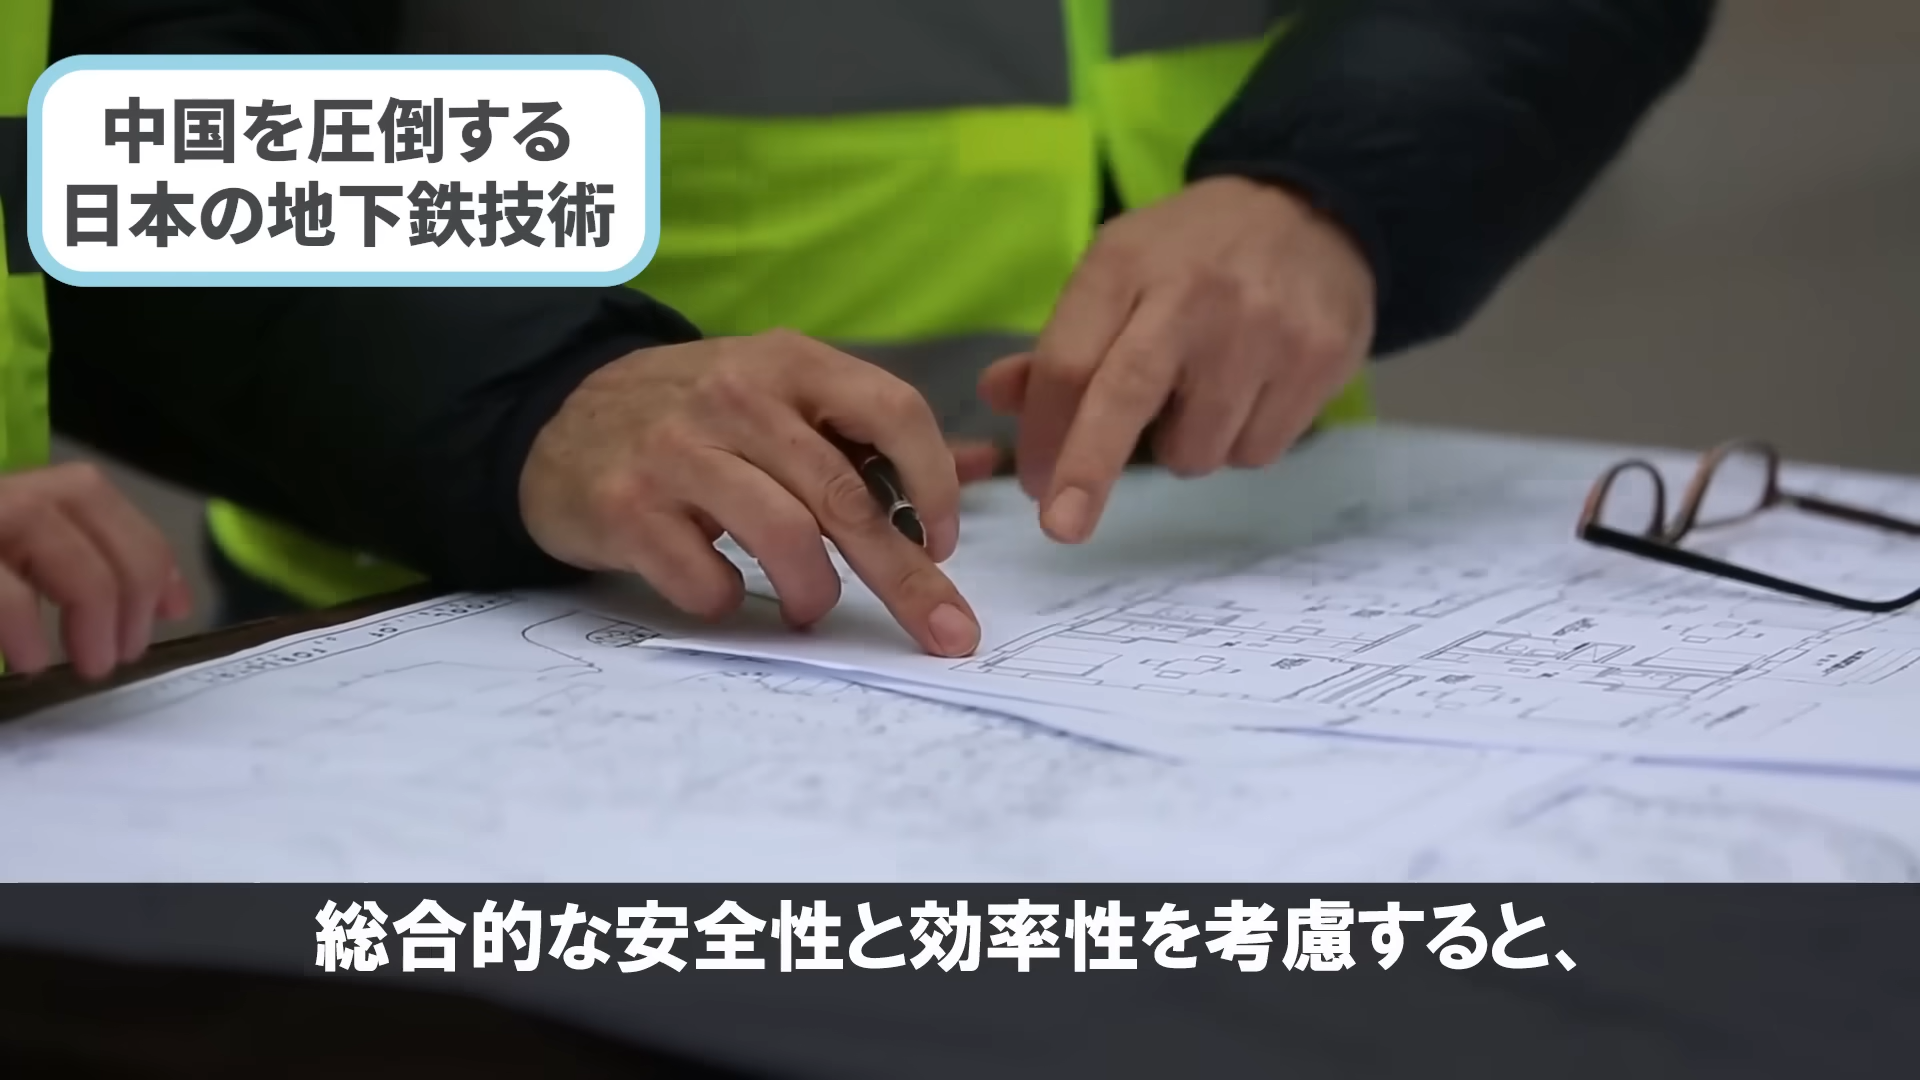 中国を圧倒する
日本の地下鉄技術
総合的な安全性と効率性を考慮すると、